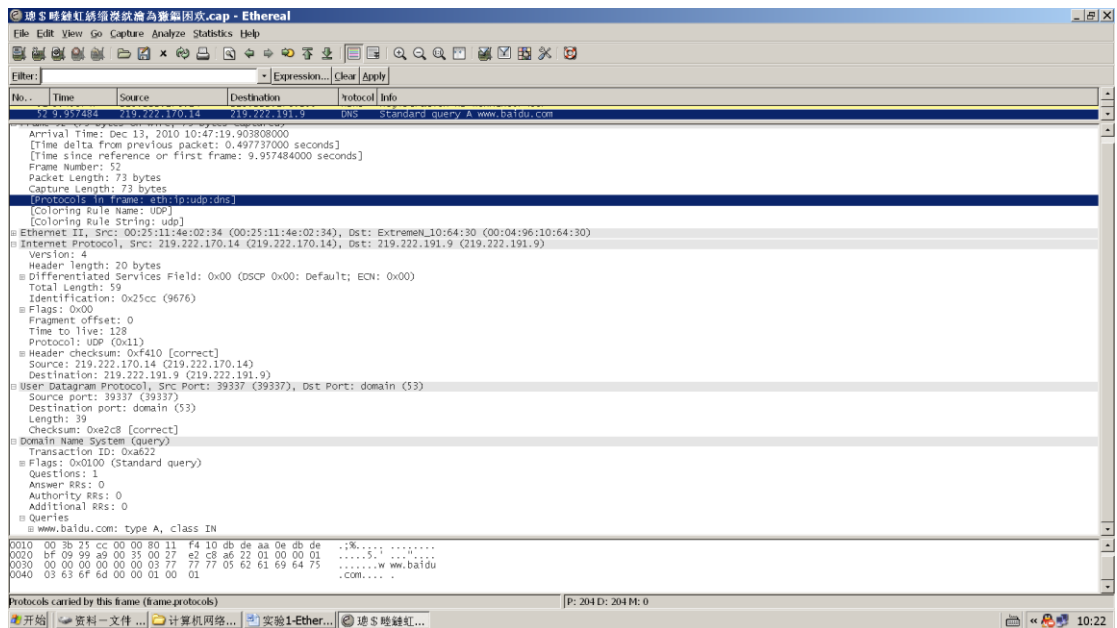 .cap - Ethereal
File Edit View Go Capture Analyze Statistics Help
Filter: Expression... Clear Apply
No. . Time Source Destination Protocol Info
52 9.957484 219.222.170.14 219.222.191.9 DNS Standard query A www.baidu.com
Arrival Time: Dec 13, 2010 10:47:19.903808000
[Time delta from previous packet: 0.497737000 seconds]
[Time since reference or first frame: 9.957484000 seconds]
Frame Number: 52
Packet Length: 73 bytes
Capture Length: 73 bytes
[Protocols in frame: eth:ip:udp:dns]
[Coloring Rule Name: UDP]
[Coloring Rule String: udp]
Ethernet II, Src: 00:25:11:4e:02:34 (00:25:11:4e:02:34), Dst: ExtremeN_10:64:30 (00:04:96:10:64:30)
Internet Protocol, Src: 219.222.170.14 (219.222.170.14), Dst: 219.222.191.9 (219.222.191.9)
Version: 4
Header length: 20 bytes
Differentiated Services Field: 0x00 (DSCP 0x00: Default; ECN: 0x00)
Total Length: 59
Identification: 0x25cc (9676)
Flags: 0x00
Fragment offset: 0
Time to live: 128
Protocol: UDP (0x11)
Header checksum: 0xf410 [correct]
Source: 219.222.170.14 (219.222.170.14)
Destination: 219.222.191.9 (219.222.191.9)
User Datagram Protocol, Src Port: 39337 (39337), Dst Port: domain (53)
Source port: 39337 (39337)
Destination port: domain (53)
Length: 39
Checksum: 0xe2c8 [correct]
Domain Name System (query)
Transaction ID: 0xa622
Flags: 0x0100 (Standard query)
Questions: 1
Answer RRs: 0
Authority RRs: 0
Additional RRs: 0
Queries
www.baidu.com: type A, class IN
0010 00 3b 25 cc 00 00 80 11 f4 10 db de aa 0e db de .;%..... ........
0020 bf 09 99 a9 00 35 00 27 e2 c8 a6 22 01 00 00 01 .....5.' ..."....
0030 00 00 00 00 00 00 03 77 77 77 05 62 61 69 64 75 .......w ww.baidu
0040 03 63 6f 6d 00 00 01 00 01 .com.... .
Protocols carried by this frame (frame.protocols) P: 204 D: 204 M: 0
开始 资料－文件 ... 计算机网络... 实验1-Ether... 10:22